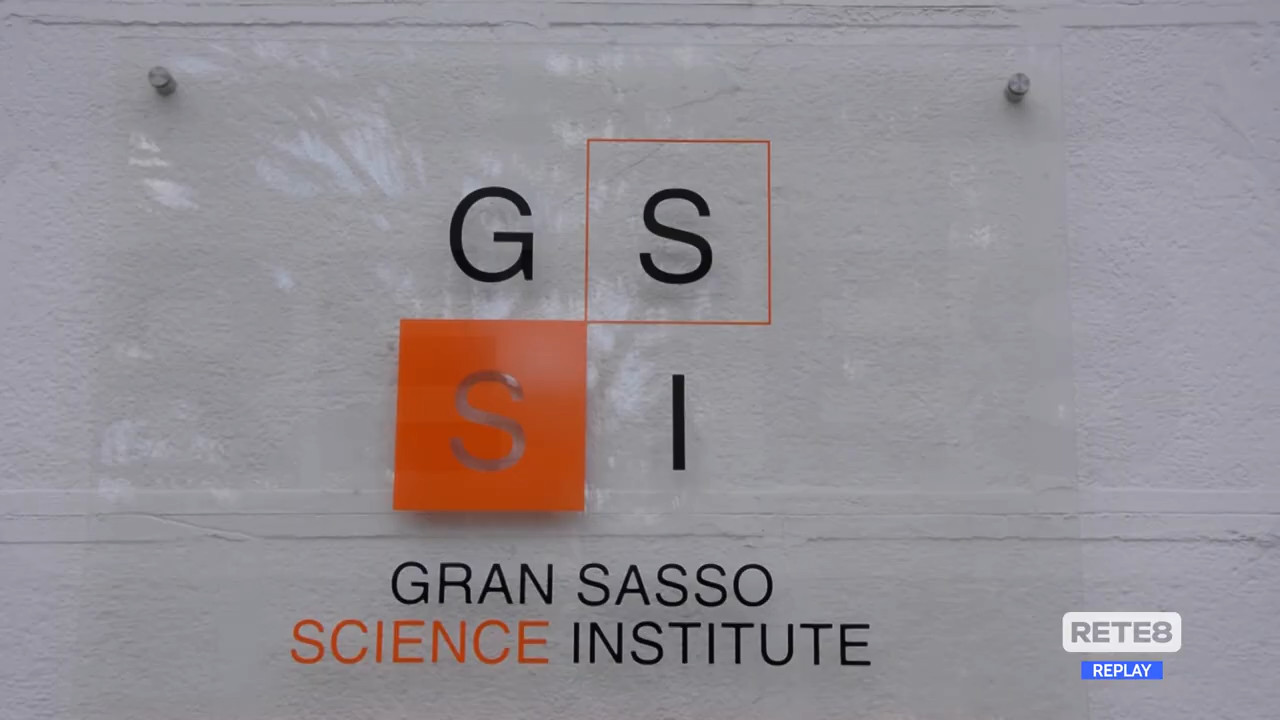 G S
S I
GRAN SASSO
SCIENCE INSTITUTE
RETE8
REPLAY